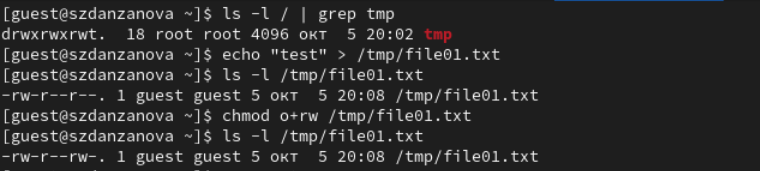 [guest@szdanzanova ~]$ ls -l / | grep tmp
drwxrwxrwt.  18 root root 4096 окт  5 20:02 tmp
[guest@szdanzanova ~]$ echo "test" > /tmp/file01.txt
[guest@szdanzanova ~]$ ls -l /tmp/file01.txt
-rw-r--r--. 1 guest guest 5 окт  5 20:08 /tmp/file01.txt
[guest@szdanzanova ~]$ chmod o+rw /tmp/file01.txt
[guest@szdanzanova ~]$ ls -l /tmp/file01.txt
-rw-r--rw-. 1 guest guest 5 окт  5 20:08 /tmp/file01.txt